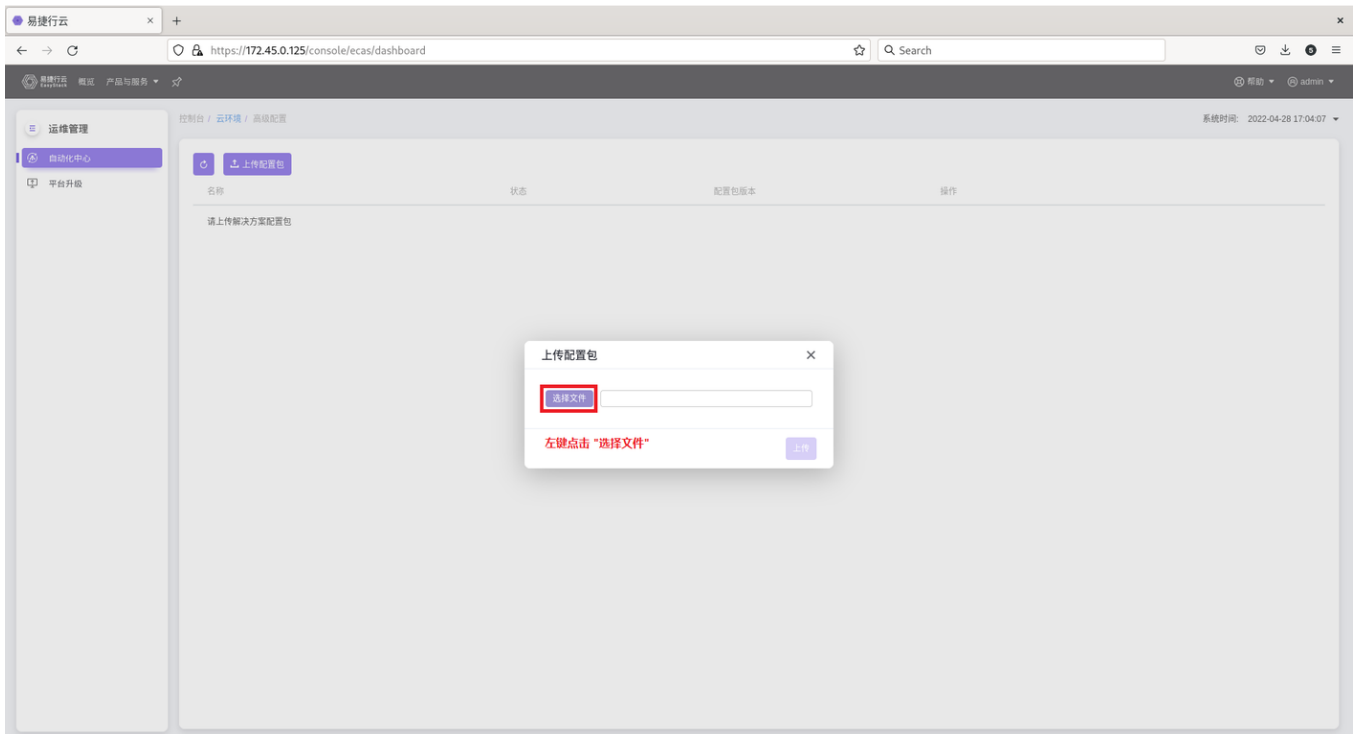 易捷行云
https://172.45.0.125/console/ecas/dashboard
Search
易捷行云 EasyStack 概览 产品与服务
帮助 admin
运维管理
自动化中心
平台升级
控制台 / 云环境 / 高级配置
系统时间: 2022-04-28 17:04:07
上传配置包
名称 状态 配置包版本 操作
请上传解决方案配置包
上传配置包
选择文件
左键点击 "选择文件"
上传